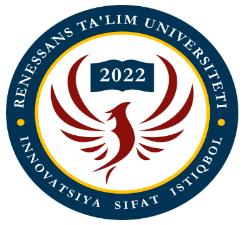 RENESSANS TA'LIM UNIVERSITETI
2022
INNOVATSIYA SIFAT ISTIQBOL